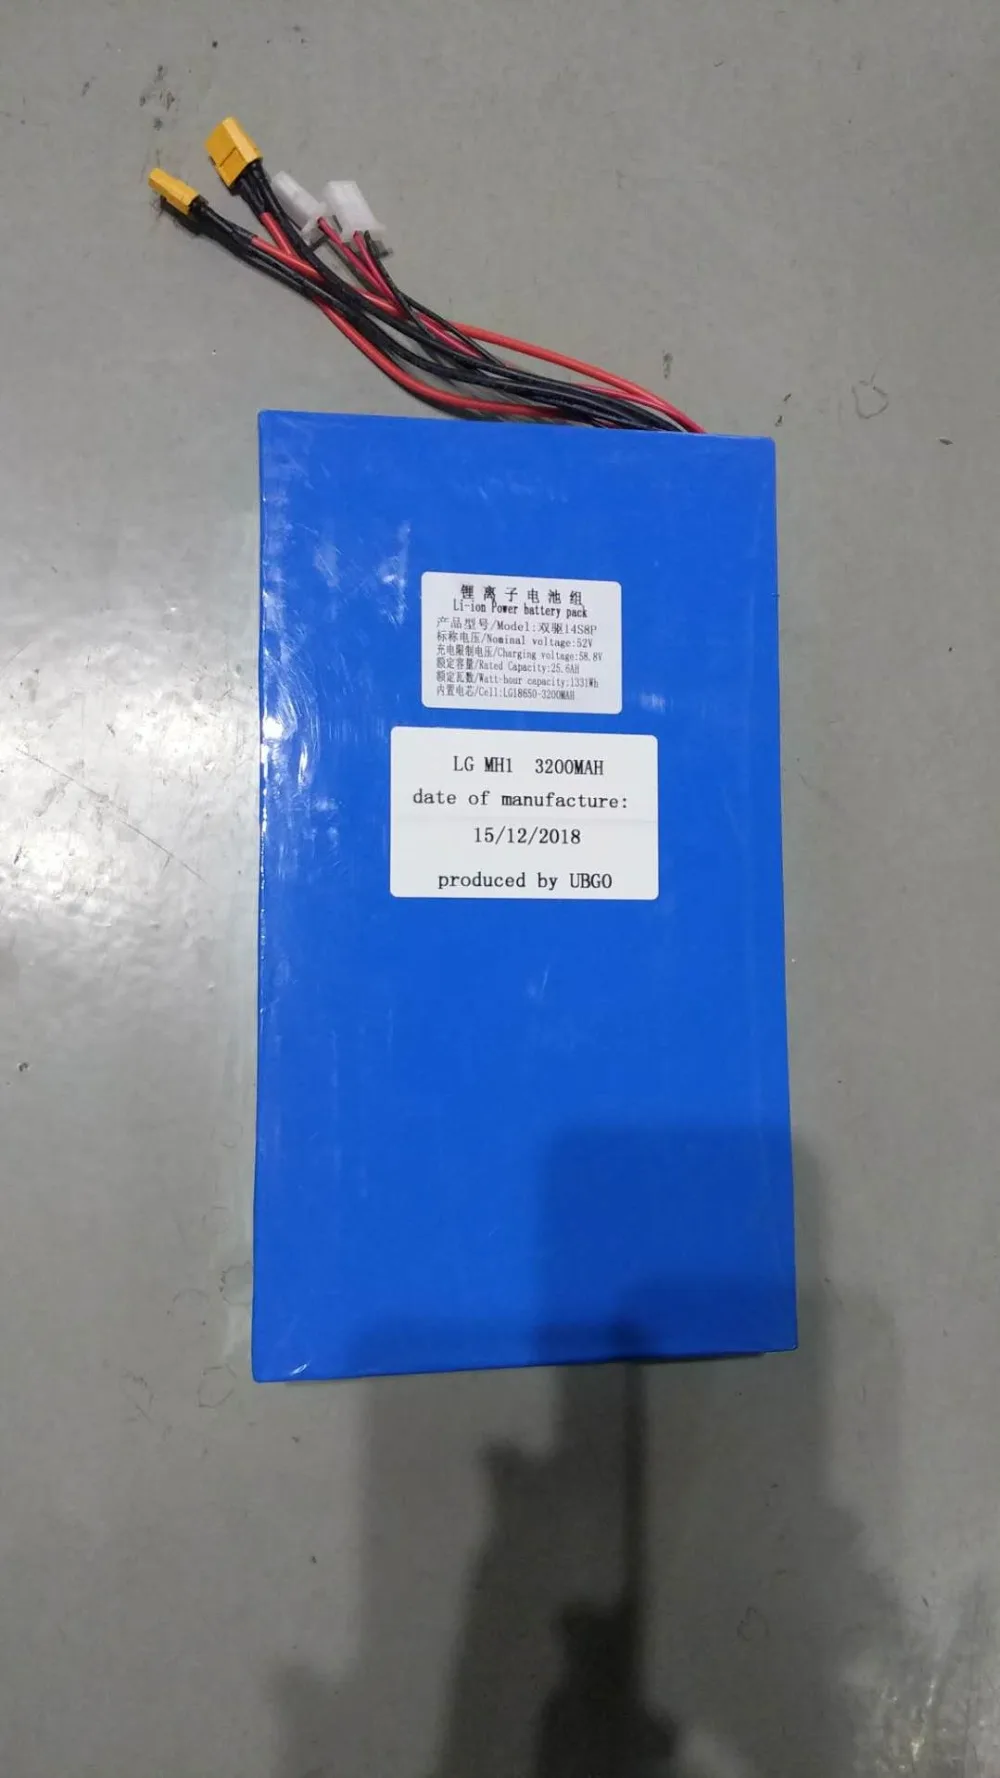 锂离子电池组
Li-ion Power battery pack
产品型号/Model:双驱14S8P
标称电压/Nominal voltage:52V
充电限制电压/Charging voltage:58.8V
额定容量/Rated Capacity:25.6AH
额定瓦数/Watt-hour capacity:1331Wh
内置电芯/Cell:LG18650-3200MAH
LG MH1 3200MAH
date of manufacture:
15/12/2018
produced by UBGO